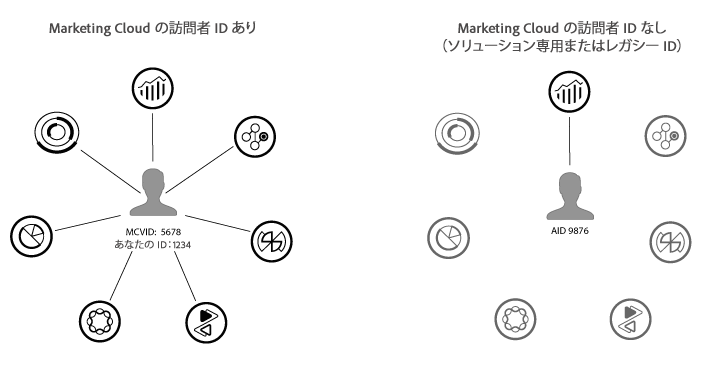 Marketing Cloud の訪問者 ID あり
Marketing Cloud の訪問者 ID なし
（ソリューション専用またはレガシー ID）
MCVID: 5678
あなたの ID：1234
AID 9876